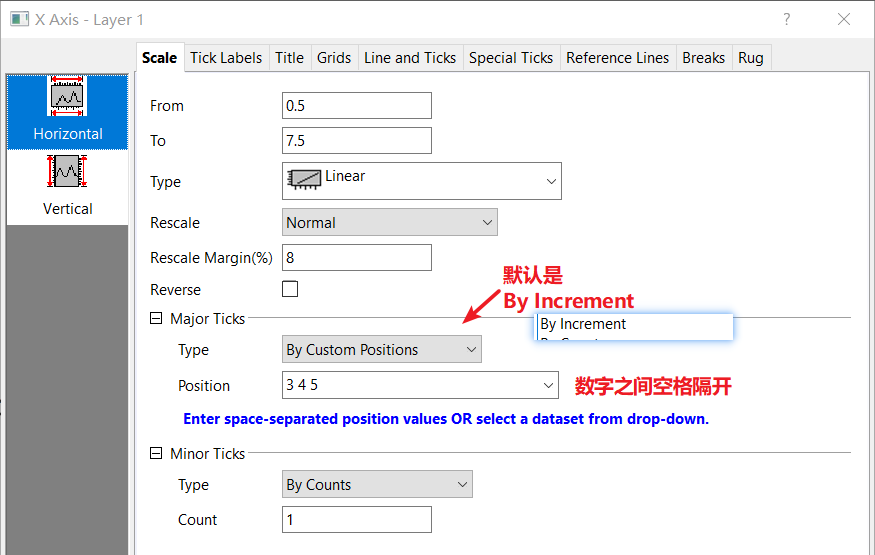 X Axis - Layer 1
?
Scale Tick Labels Title Grids Line and Ticks Special Ticks Reference Lines Breaks Rug
Horizontal
Vertical
From 0.5
To 7.5
Type Linear
Rescale Normal
Rescale Margin(%) 8
Reverse
默认是
By Increment
Major Ticks
By Increment
Type By Custom Positions
Position 3 4 5
数字之间空格隔开
Enter space-separated position values OR select a dataset from drop-down.
Minor Ticks
Type By Counts
Count 1